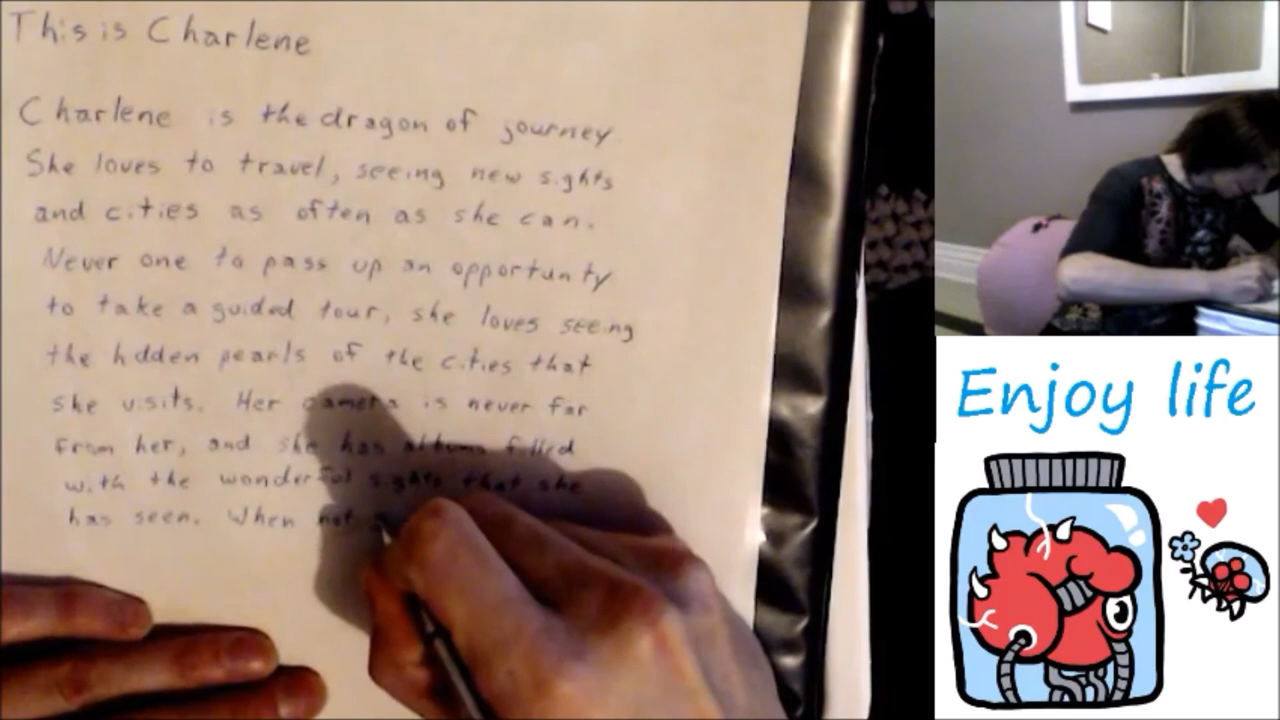 This is Charlene
Charlene is the dragon of journey.
She loves to travel, seeing new sights
and cities as often as she can.
Never one to pass up an opportunty
to take a guided tour, she loves seeing
the hdden pearls of the cities that
she visits. Her camera is never far
from her, and she has albums filled
with the wonderful sights that she
has seen. When not
Enjoy life